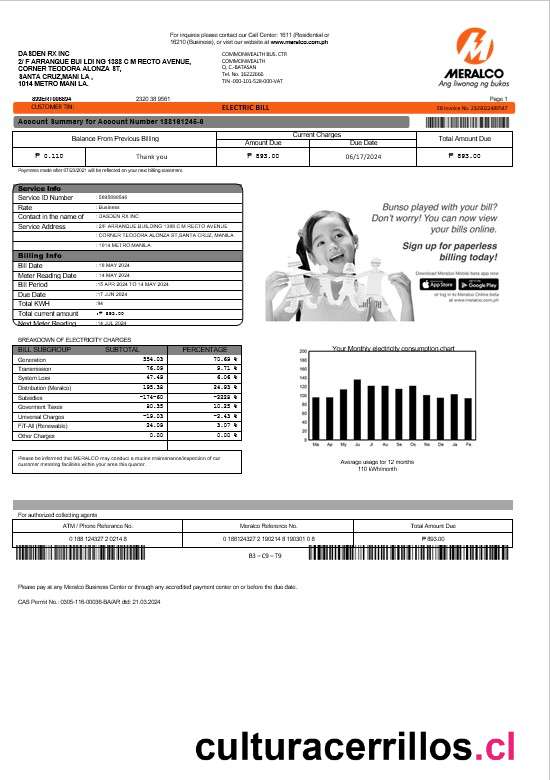 For inquires please contact our Call Center: 1611 (Residential or
16210 (Business), or visit our website at www.meralco.com.ph
DASDEN RX INC
2/ F ARRANQUE BUI LDI NG 1388 C M RECTO AVENUE,
CORNER TEODORA ALONZA ST,
SANTA CRUZ,MANI LA ,
1014 METRO MANI LA.
COMMONWEALTH BUS. CTR
COMMONWEALTH
Q. C.-BATASAN
Tel. No. 16222666
TIN -000-101-528-000-VAT
MERALCO
Ang liwanag ng bukas
2320 38 9561
Page 1
CUSTOMER TIN:
ELECTRIC BILL
Account Summary for Account Number 188181245-8
Balance From Previous Billing
Current Charges
Total Amount Due
Amount Due
Due Date
₱ 0.110
Thank you
₱ 893.00
06/17/2024
₱ 893.00
Payments made after 07/23/2021 will be reflected on your next billing statement.
Service Info
Service ID Number
Rate : Business
Contact in the name of : DASDEN RX INC
Service Address : 2/F ARRANQUE BUILDING 1388 C M RECTO AVENUE
: CORNER TEODORA ALONZA ST,SANTA CRUZ, MANILA
: 1014 METRO MANILA
Billing Info
Bill Date : 18 MAY 2024
Meter Reading Date : 14 MAY 2024
Bill Period : 15 APR 2024 TO 14 MAY 2024
Due Date : 17 JUN 2024
Total KWH : 94
Total current amount : ₱ 893.00
Next Meter Reading : 14 JUL 2024
Bunso played with your bill?
Don't worry! You can now view
your bills online.
Sign up for paperless
billing today!
Download Meralco Mobile here app now
App Store
Google Play
or log in to Meralco Online beta
at www.meralco.com.ph
BREAKDOWN OF ELECTRICITY CHARGES
BILL SUBGROUP SUBTOTAL PERCENTAGE
Generation 554.03 70.69 %
Transmission 76.09 9.71 %
System Loss 47.48 6.06 %
Distribution (Meralco) 195.38 24.93 %
Subsidies -174-60 -2228 %
Goverment Taxes 80.35 10.25 %
Universal Charges -19.03 -2.43 %
FiT-All (Renewable) 24.08 3.07 %
Other Charges 0.00 0.00 %
Your Monthly electricity consumption chart
200
180
160
140
120
100
80
60
40
20
0
Ma Ap My Ju Jl Au Se Oc No De Ja Fe
Average usage for 12 months
110 kWh/month
Please be informed that MERALCO may conduct a routine maintenance/inspection of our
customer metering facilities within your area this quarter.
For authorized collecting agents
ATM / Phone Reference No.
Meralco Reference No.
Total Amount Due
0 188 124327 2 0214 8
0 188124327 2 190214 8 190301 0 8
₱ 893.00
B3 – C9 – T9
Please pay at any Meralco Business Center or through any accredited payment center on or before the due date.
CAS Permit No.: 0305-116-00036-BA/AR dtd: 21.03.2024
culturacerrillos.cl